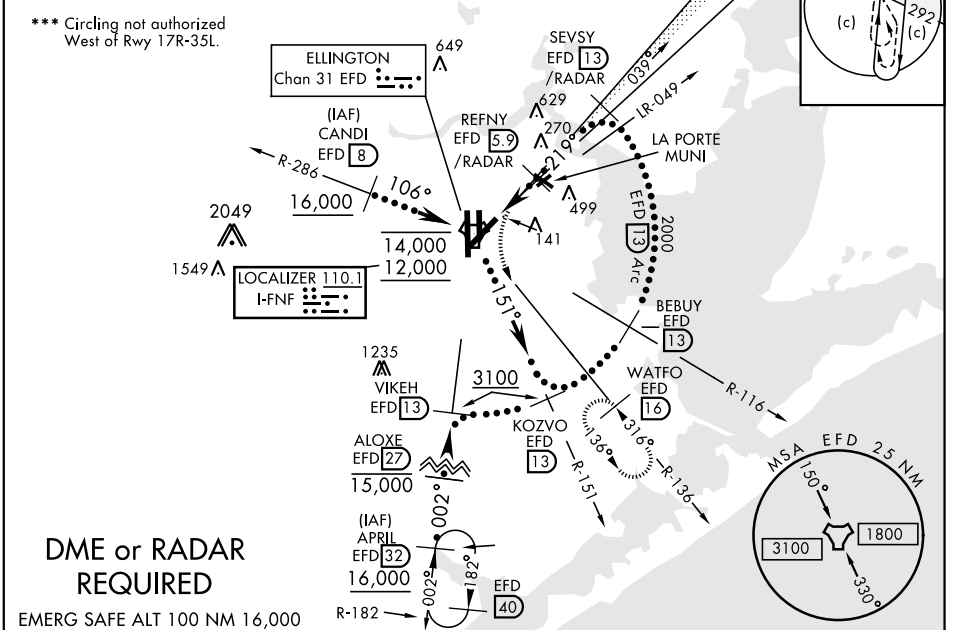 *** Circling not authorized
West of Rwy 17R-35L.
(c)
292
(c)
ELLINGTON
Chan 31 EFD
649
SEVSY
EFD 13
/RADAR
039°
LR-049
629
270
REFNY
EFD 5.9
/RADAR
219°
LA PORTE
MUNI
499
141
(IAF)
CANDI
EFD 8
R-286
106°
16,000
2049
1549
14,000
12,000
LOCALIZER 110.1
I-FNF
EFD 13 Arc
2000
151°
BEBUY
EFD
13
R-116
1235
VIKEH
EFD 13
3100
WATFO
EFD
16
KOZVO
EFD
13
136°
316°
R-151
R-136
ALOXE
EFD 27
15,000
002°
(IAF)
APRIL
EFD 32
16,000
002°
182°
EFD
40
R-182
MSA EFD 25 NM
150°
3100
1800
330°
DME or RADAR
REQUIRED
EMERG SAFE ALT 100 NM 16,000